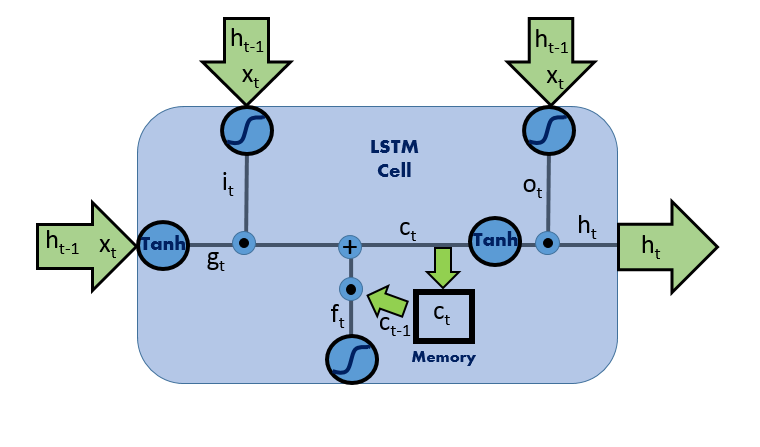 h_{t-1}
x_t
h_{t-1}
x_t
LSTM
Cell
i_t
o_t
h_{t-1} x_t
Tanh
g_t
+
c_t
Tanh
h_t
h_t
f_t
c_{t-1}
c_t
Memory